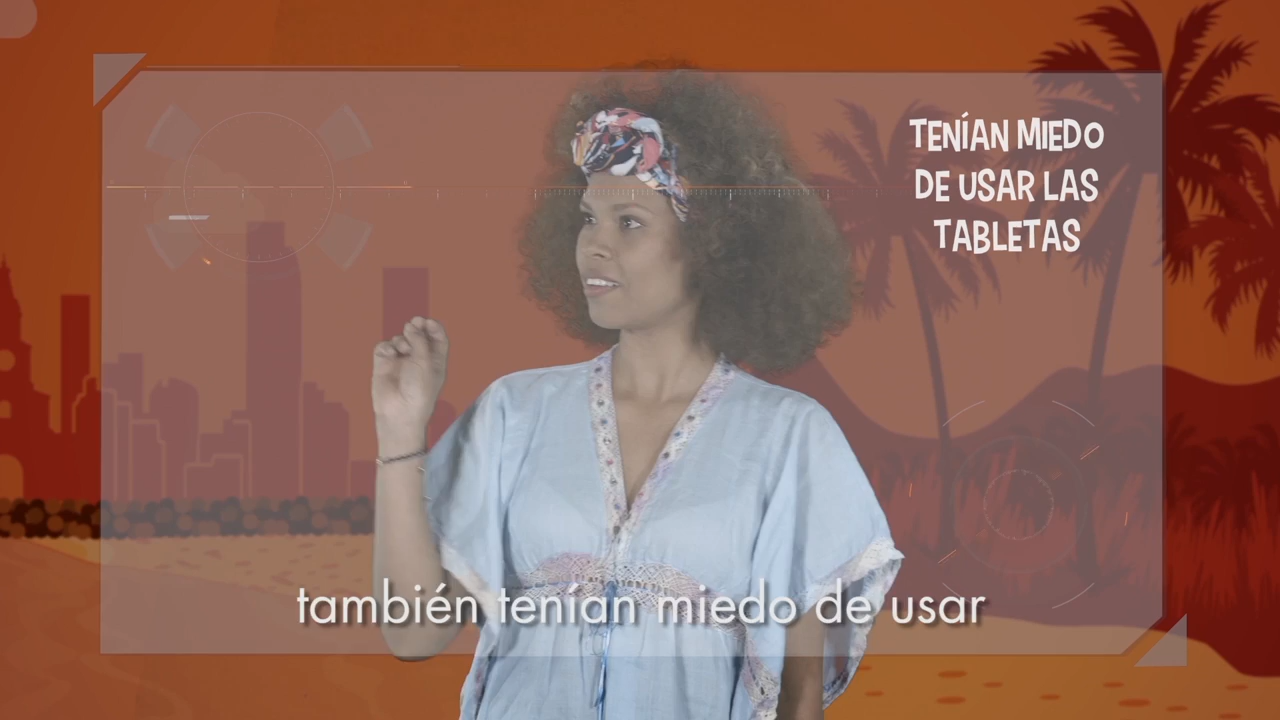 TENÍAN MIEDO
DE USAR LAS
TABLETAS
también tenían miedo de usar